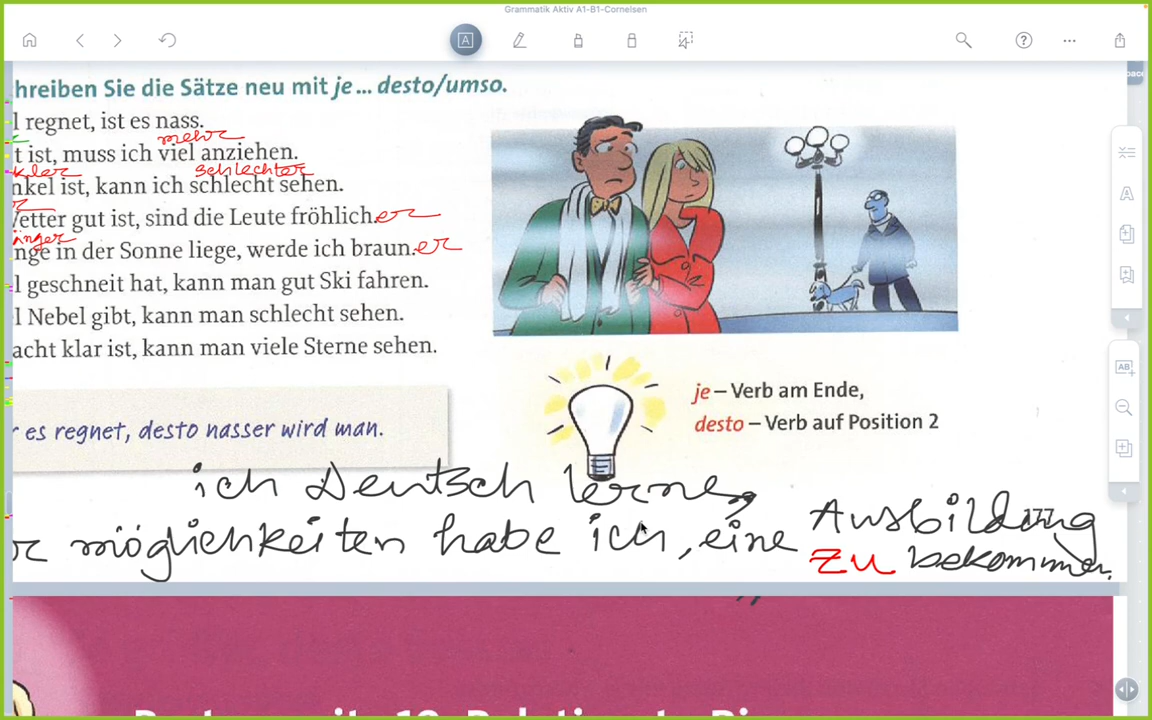 Grammatik Aktiv A1-B1-Cornelsen
hreiben Sie die Sätze neu mit je ... desto/umso.
l regnet, ist es nass.
mehr
t ist, muss ich viel anziehen.
kler schlechter
nkel ist, kann ich schlecht sehen.
etter gut ist, sind die Leute fröhlich.er
änger
nge in der Sonne liege, werde ich braun.er
l geschneit hat, kann man gut Ski fahren.
l Nebel gibt, kann man schlecht sehen.
acht klar ist, kann man viele Sterne sehen.
je – Verb am Ende,
desto – Verb auf Position 2
r es regnet, desto nasser wird man.
ich Deutsch lerne,
r möglichkeiten habe ich, eine Ausbildung
zu bekommen.